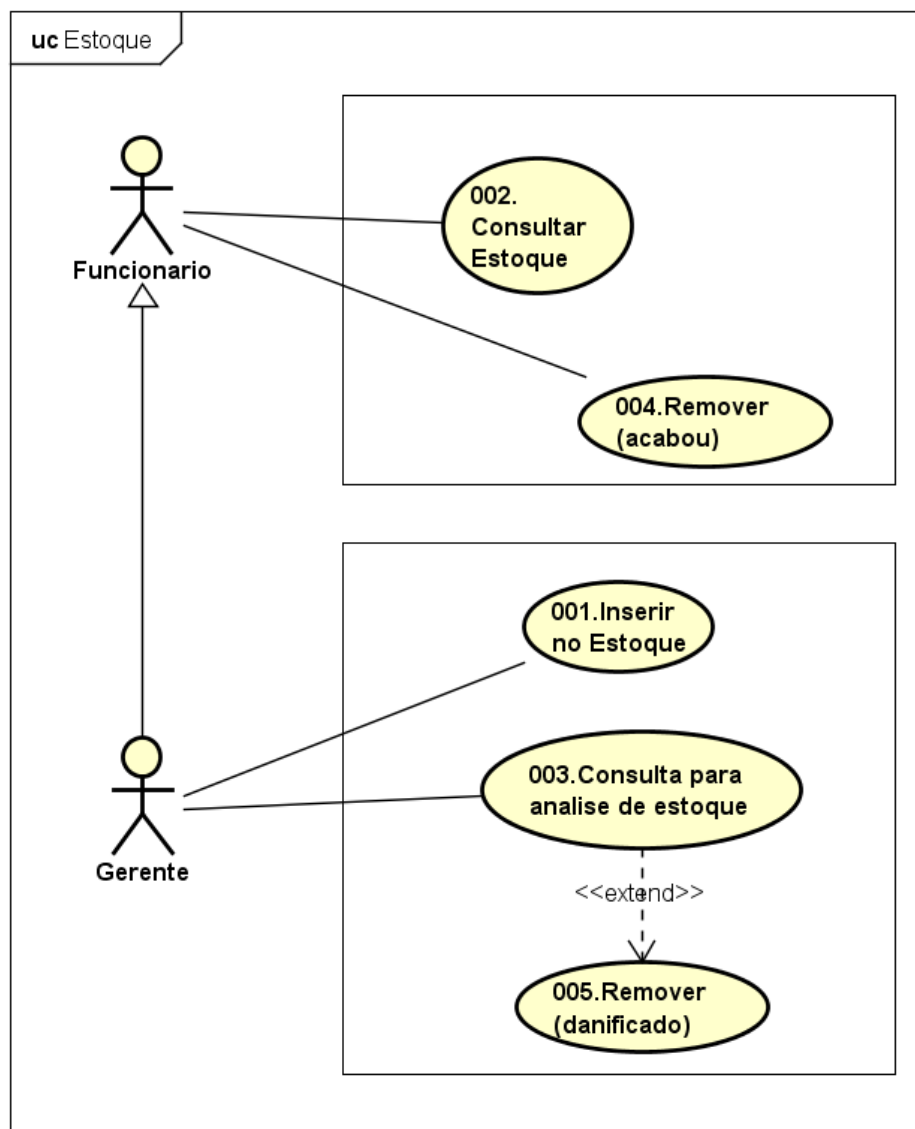 uc Estoque
002.
Consultar
Estoque
Funcionario
004.Remover
(acabou)
001.Inserir
no Estoque
003.Consulta para
analise de estoque
Gerente
<<extend>>
005.Remover
(danificado)